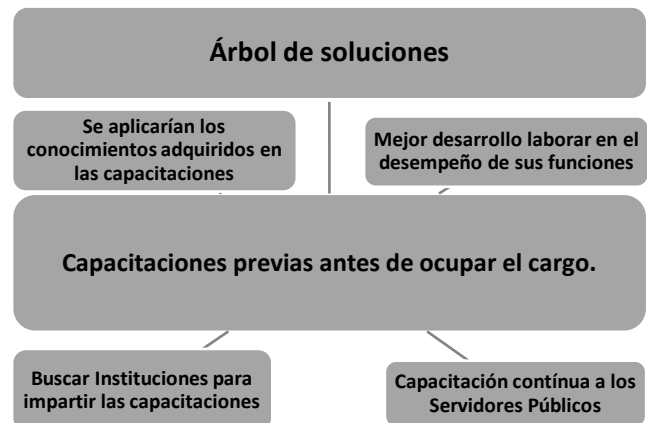 Árbol de soluciones
Se aplicarían los
conocimientos adquiridos en
las capacitaciones
Mejor desarrollo laborar en el
desempeño de sus funciones
Capacitaciones previas antes de ocupar el cargo.
Buscar Instituciones para
impartir las capacitaciones
Capacitación contínua a los
Servidores Públicos